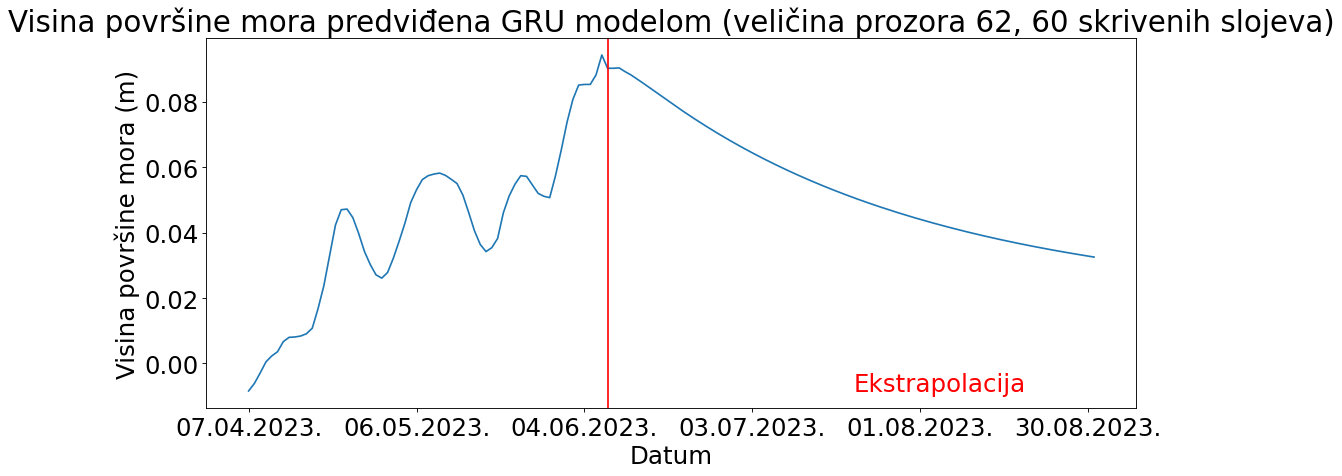 Visina površine mora predviđena GRU modelom (veličina prozora 62, 60 skrivenih slojeva)
Visina površine mora (m)
0.08
0.06
0.04
0.02
0.00
Ekstrapolacija
07.04.2023. 06.05.2023. 04.06.2023. 03.07.2023. 01.08.2023. 30.08.2023.
Datum